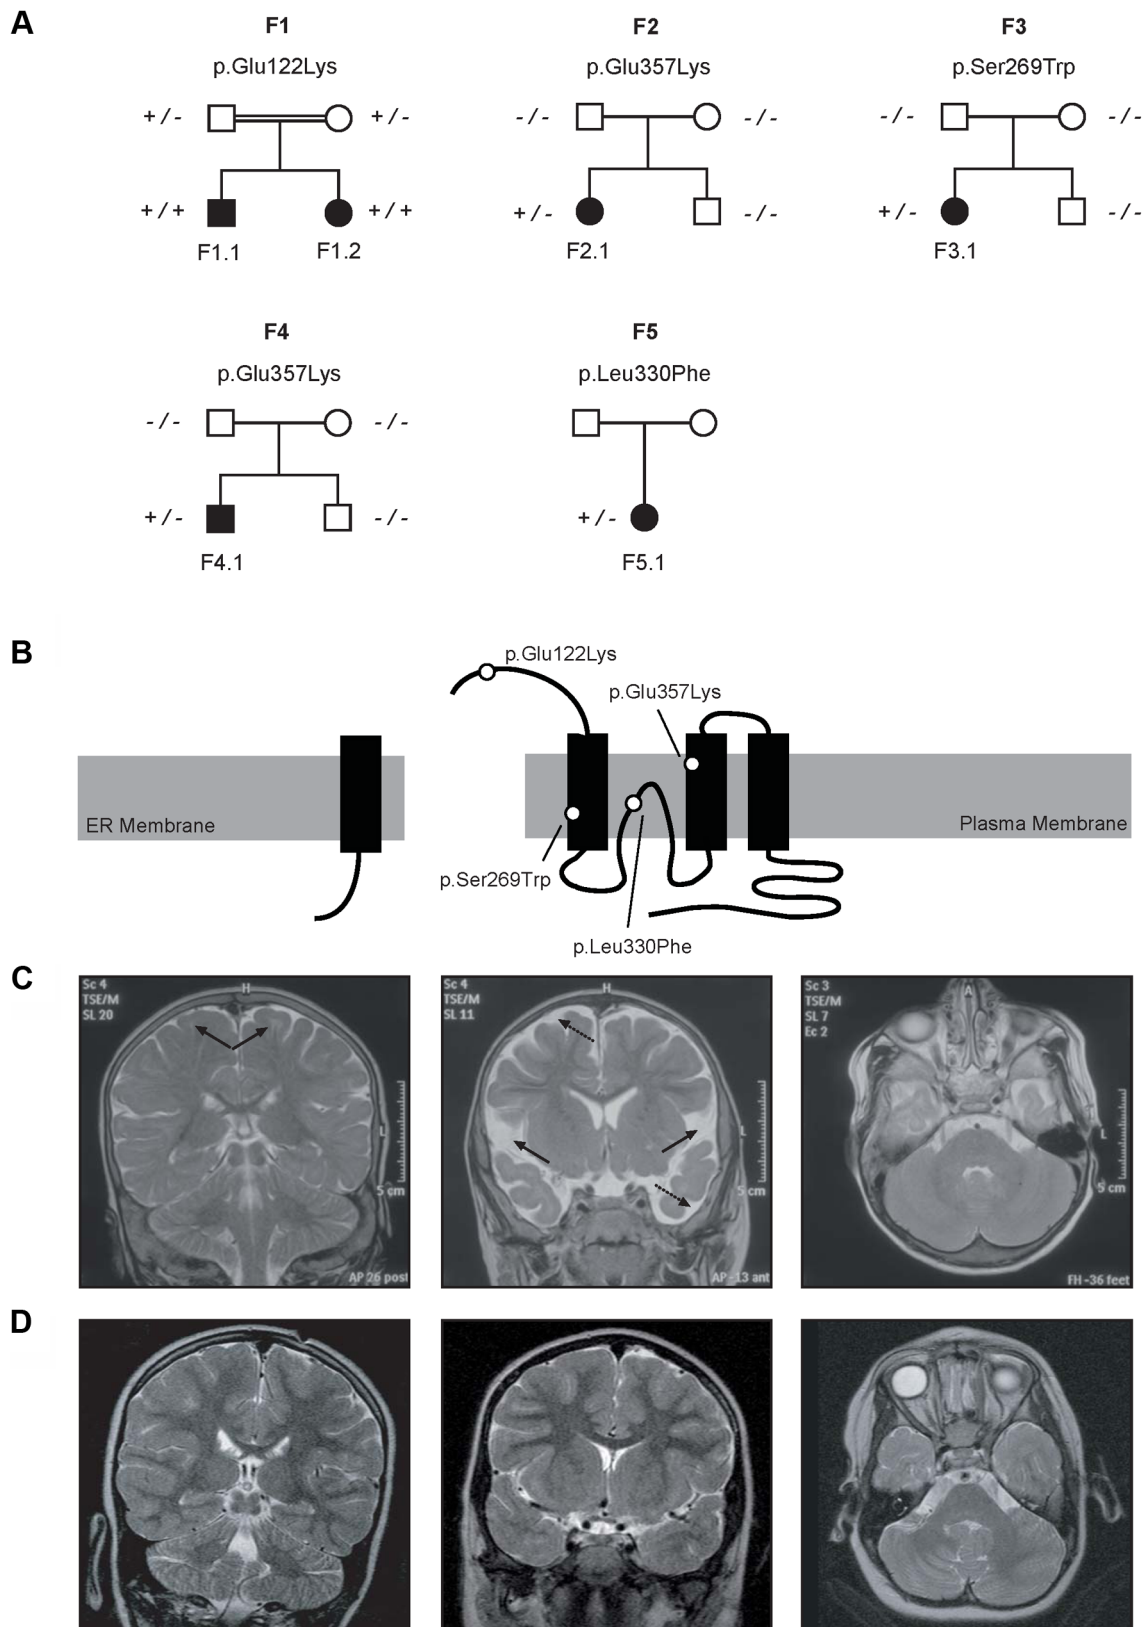 A
F1
F2
F3
p.Glu122Lys
p.Glu357Lys
p.Ser269Trp
+/-
+/-
-/-
-/-
-/-
-/-
+/+
+/+
+/-
-/-
+/-
-/-
F1.1
F1.2
F2.1
F3.1
F4
F5
p.Glu357Lys
p.Leu330Phe
-/-
-/-
+/-
-/-
+/-
F4.1
F5.1
B
p.Glu122Lys
p.Glu357Lys
ER Membrane
Plasma Membrane
p.Ser269Trp
p.Leu330Phe
C
Sc 4
TSE/M
SL 20
H
L
5 cm
AP 26 post
Sc 4
TSE/M
SL 11
H
L
5 cm
AP -13 ant
Sc 3
TSE/M
SL 7
Ec 2
A
L
5 cm
FH -36 feet
D